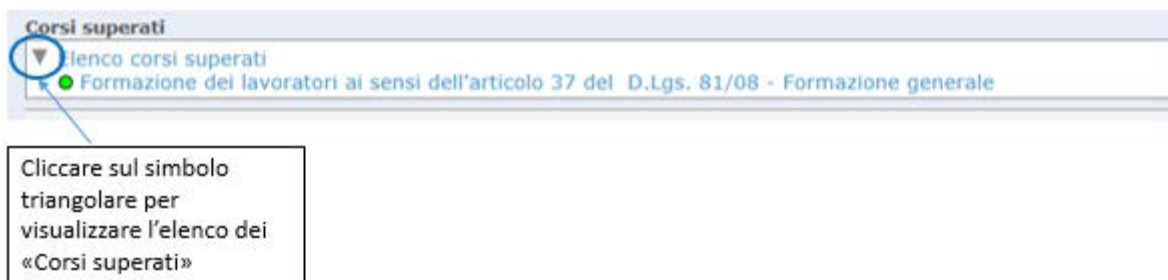 Corsi superati
Elenco corsi superati
Formazione dei lavoratori ai sensi dell'articolo 37 del D.Lgs. 81/08 - Formazione generale
Cliccare sul simbolo
triangolare per
visualizzare l'elenco dei
«Corsi superati»